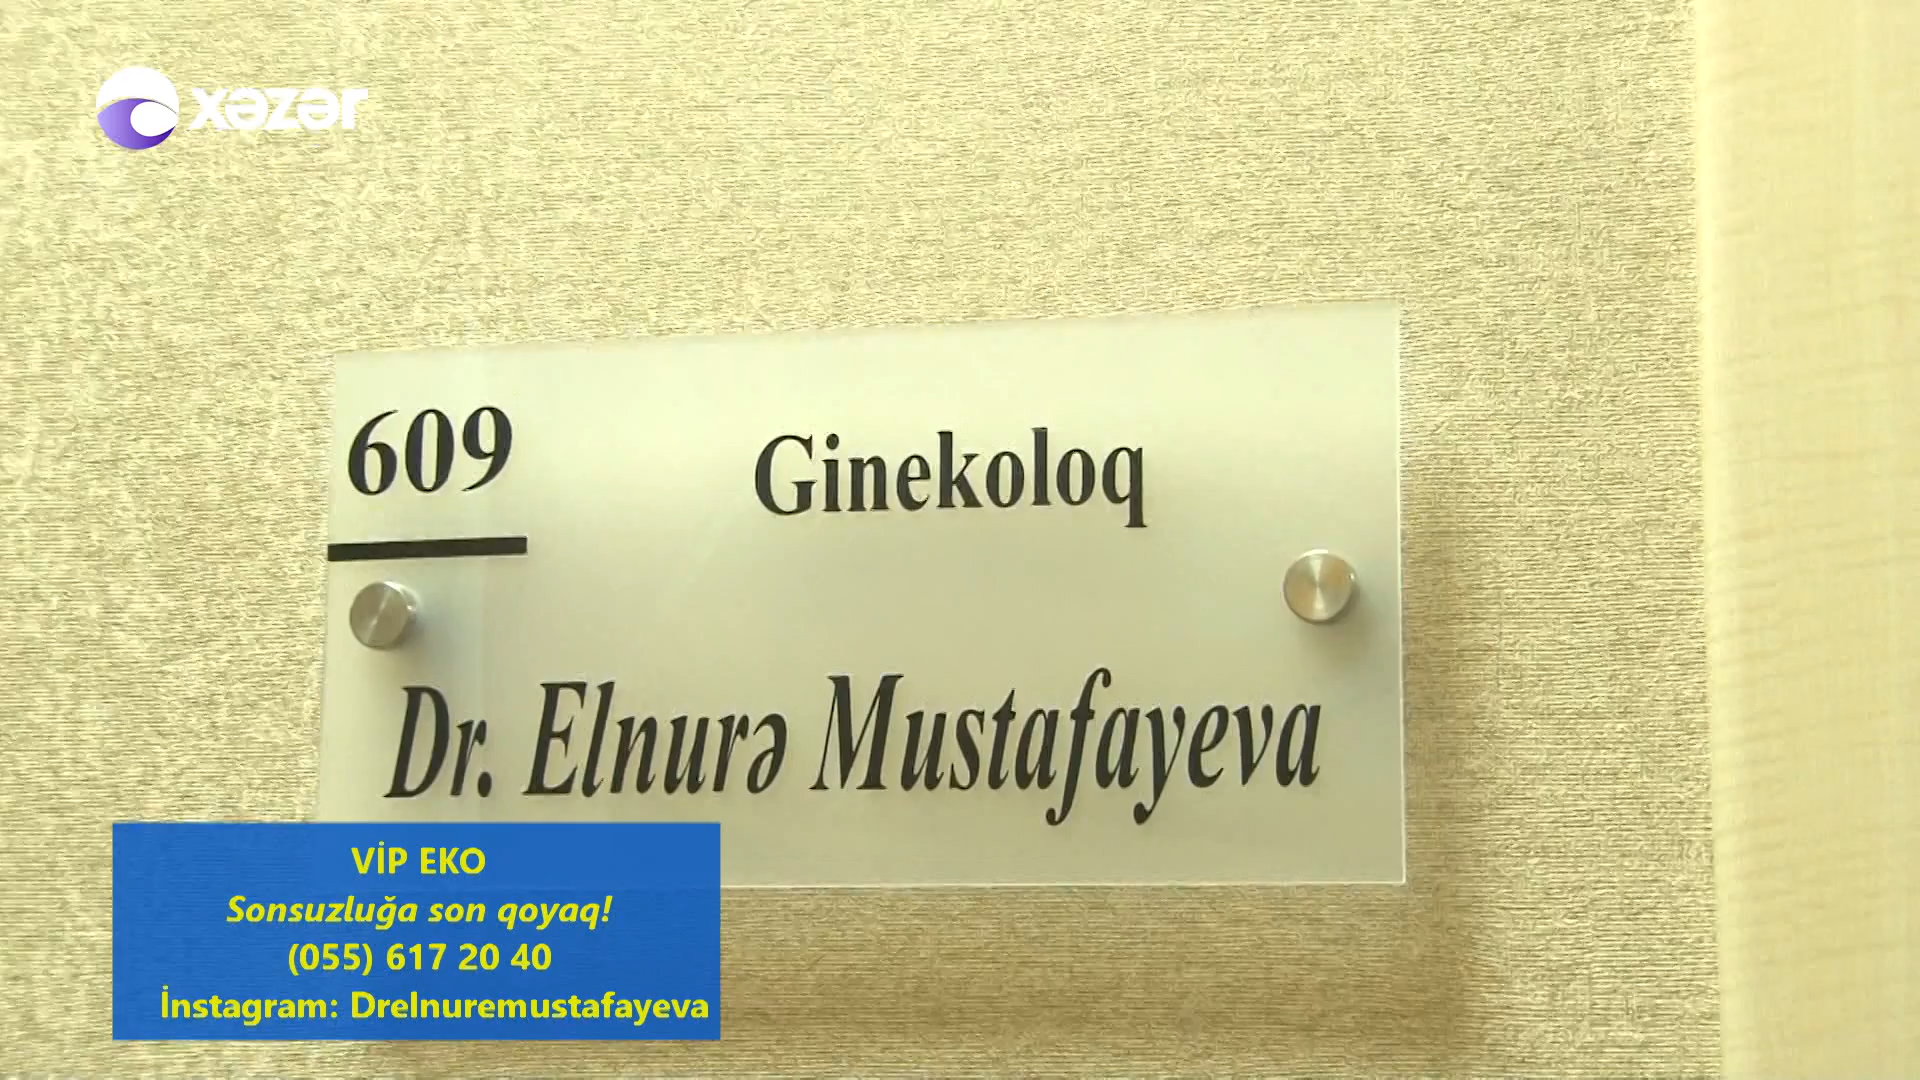 xəzər
609
Ginekoloq
Dr. Elnurə Mustafayeva
VİP EKO
Sonsuzluğa son qoyaq!
(055) 617 20 40
İnstagram: Drelnuremustafayeva